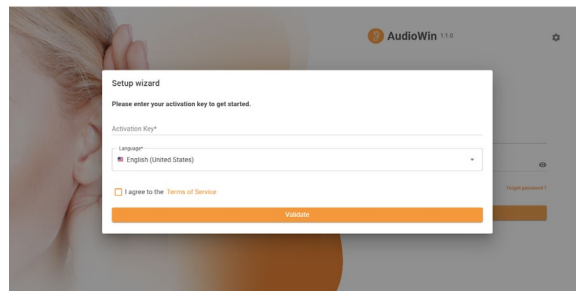 AudioWin 1.1.0
Setup wizard
Please enter your activation key to get started.
Activation Key*
Language*
English (United States)
I agree to the Terms of Service
Forgot password ?
Validate